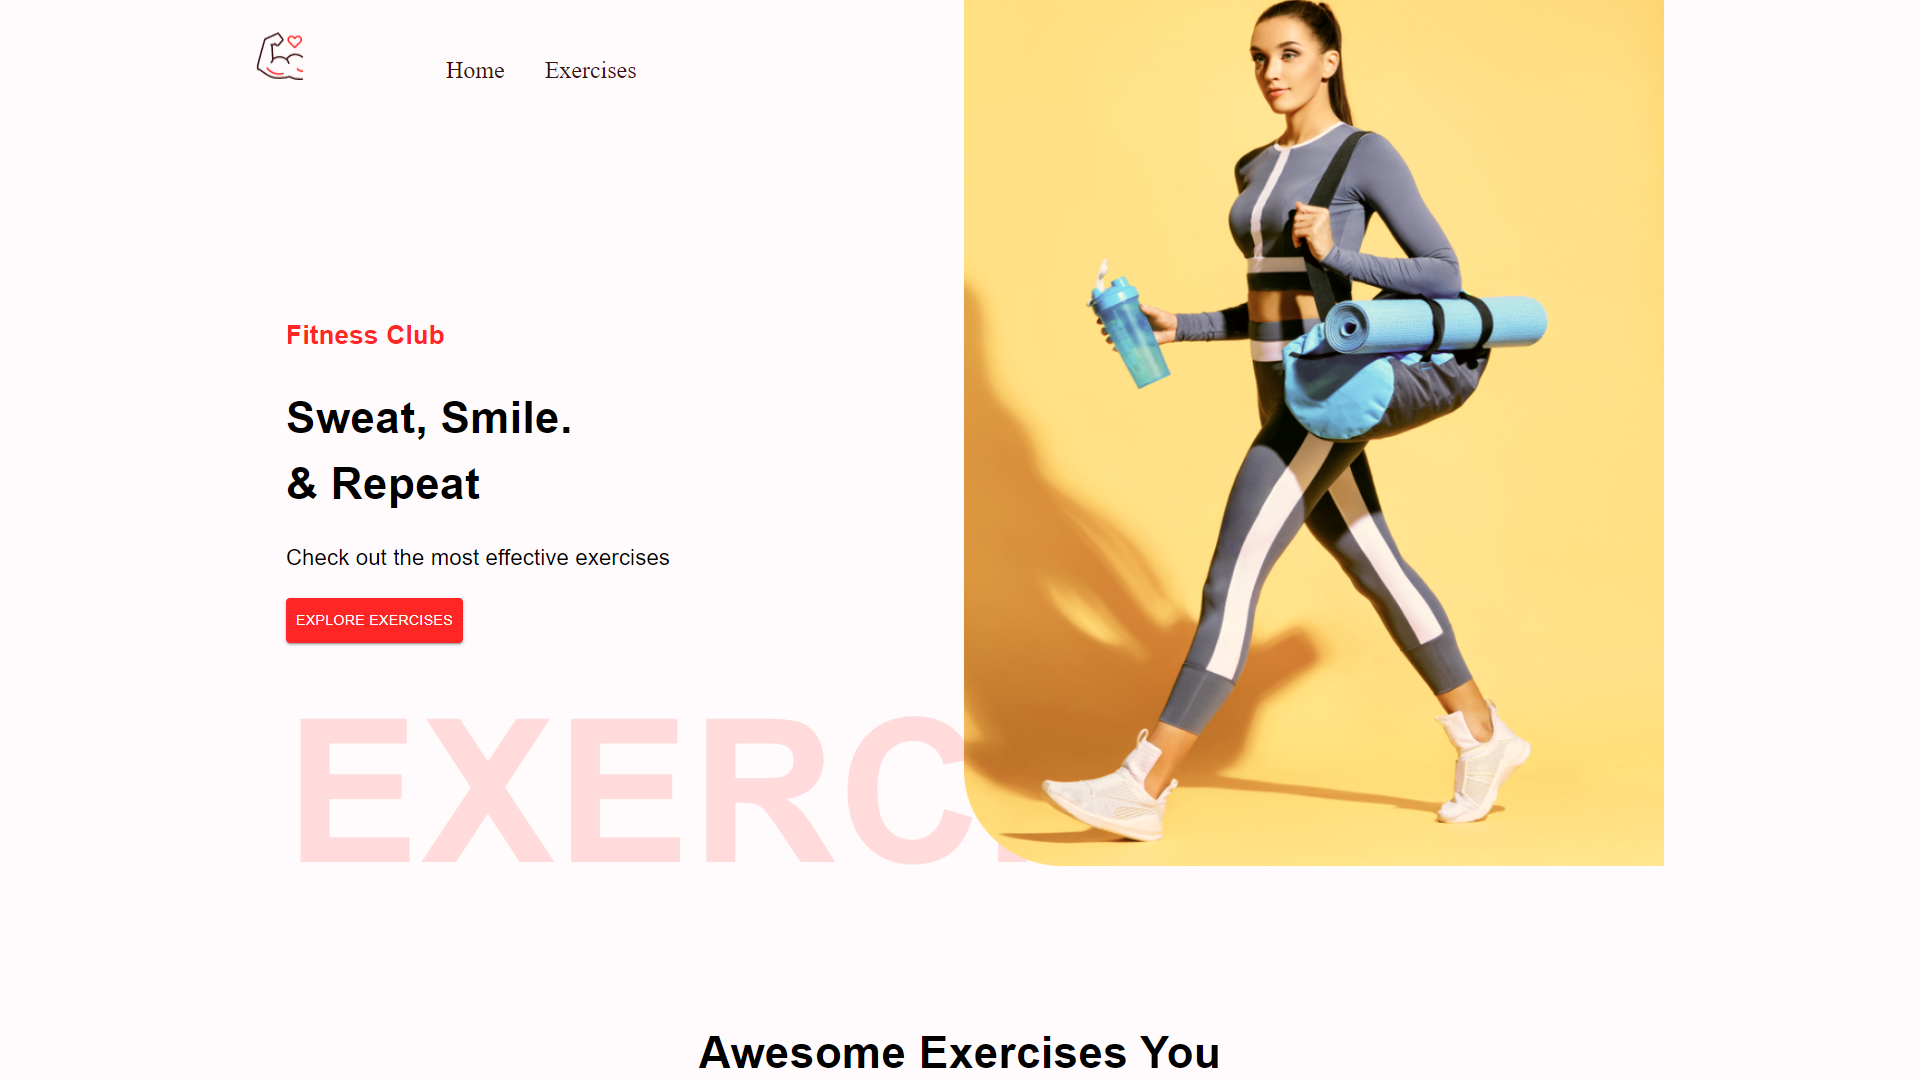 Home Exercises
Fitness Club
Sweat, Smile.
& Repeat
Check out the most effective exercises
EXPLORE EXERCISES
EXERC
Awesome Exercises You